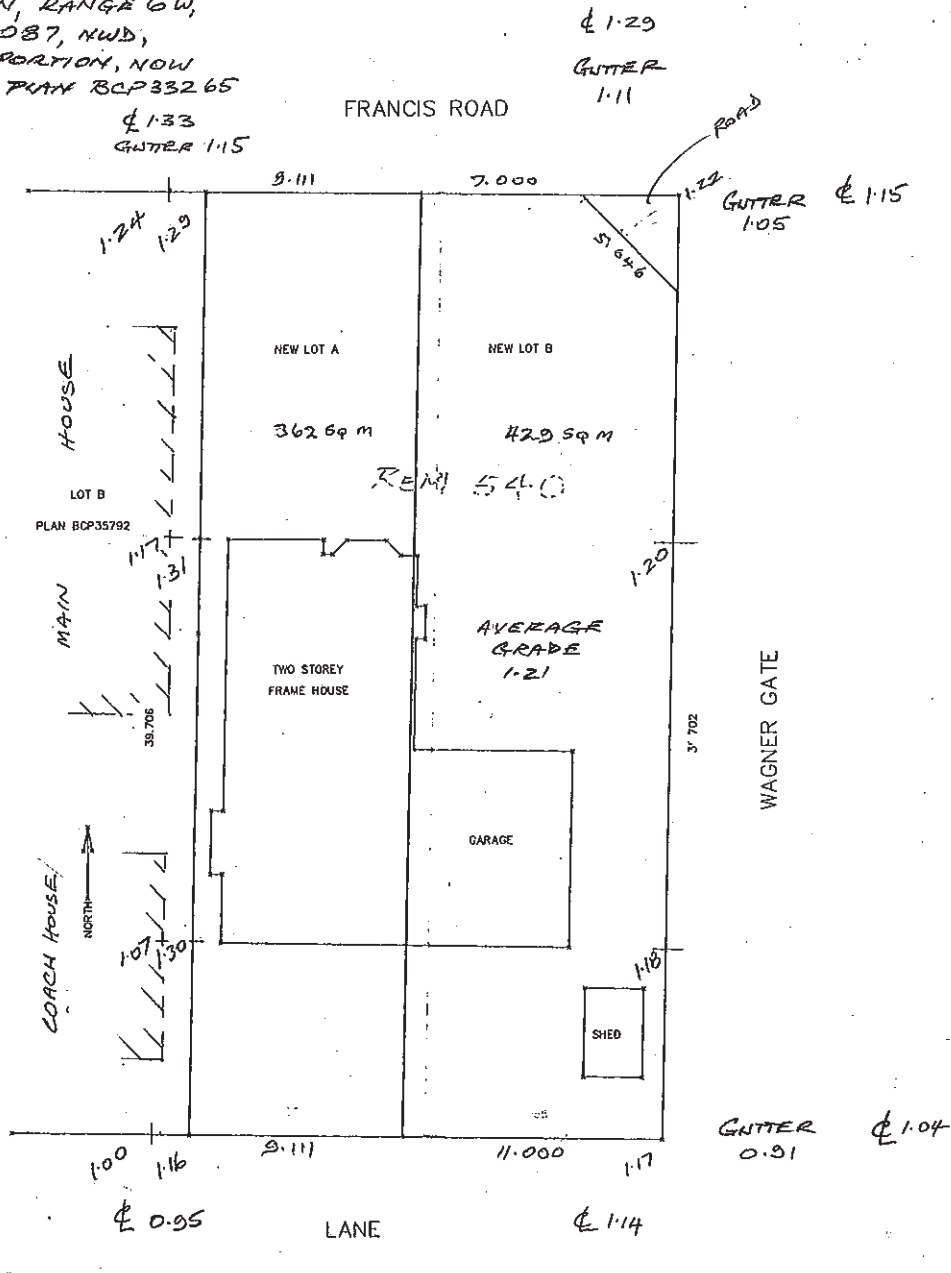 N, RANGE 6W,
087, NWD,
PORTION, NOW
PLAN BCP33265
℄ 1.29
GUTTER
1.11
℄ 1.33
GUTTER 1.15
FRANCIS ROAD
ROAD
9.111
7.000
1.22
GUTTER ℄ 1.15
1.05
1.24
1.29
5.646
HOUSE
NEW LOT A
NEW LOT B
362 SQ M
429 SQ M
REM 540
LOT B
PLAN BCP35792
1.17
1.31
1.20
MAIN
AVERAGE
GRADE
1.21
TWO STOREY
FRAME HOUSE
39.706
702
WAGNER GATE
GARAGE
COACH HOUSE
NORTH
1.07
1.30
1.18
SHED
GUTTER ℄ 1.04
0.91
1.00
1.16
9.111
11.000
1.17
℄ 0.95
LANE
℄ 1.14